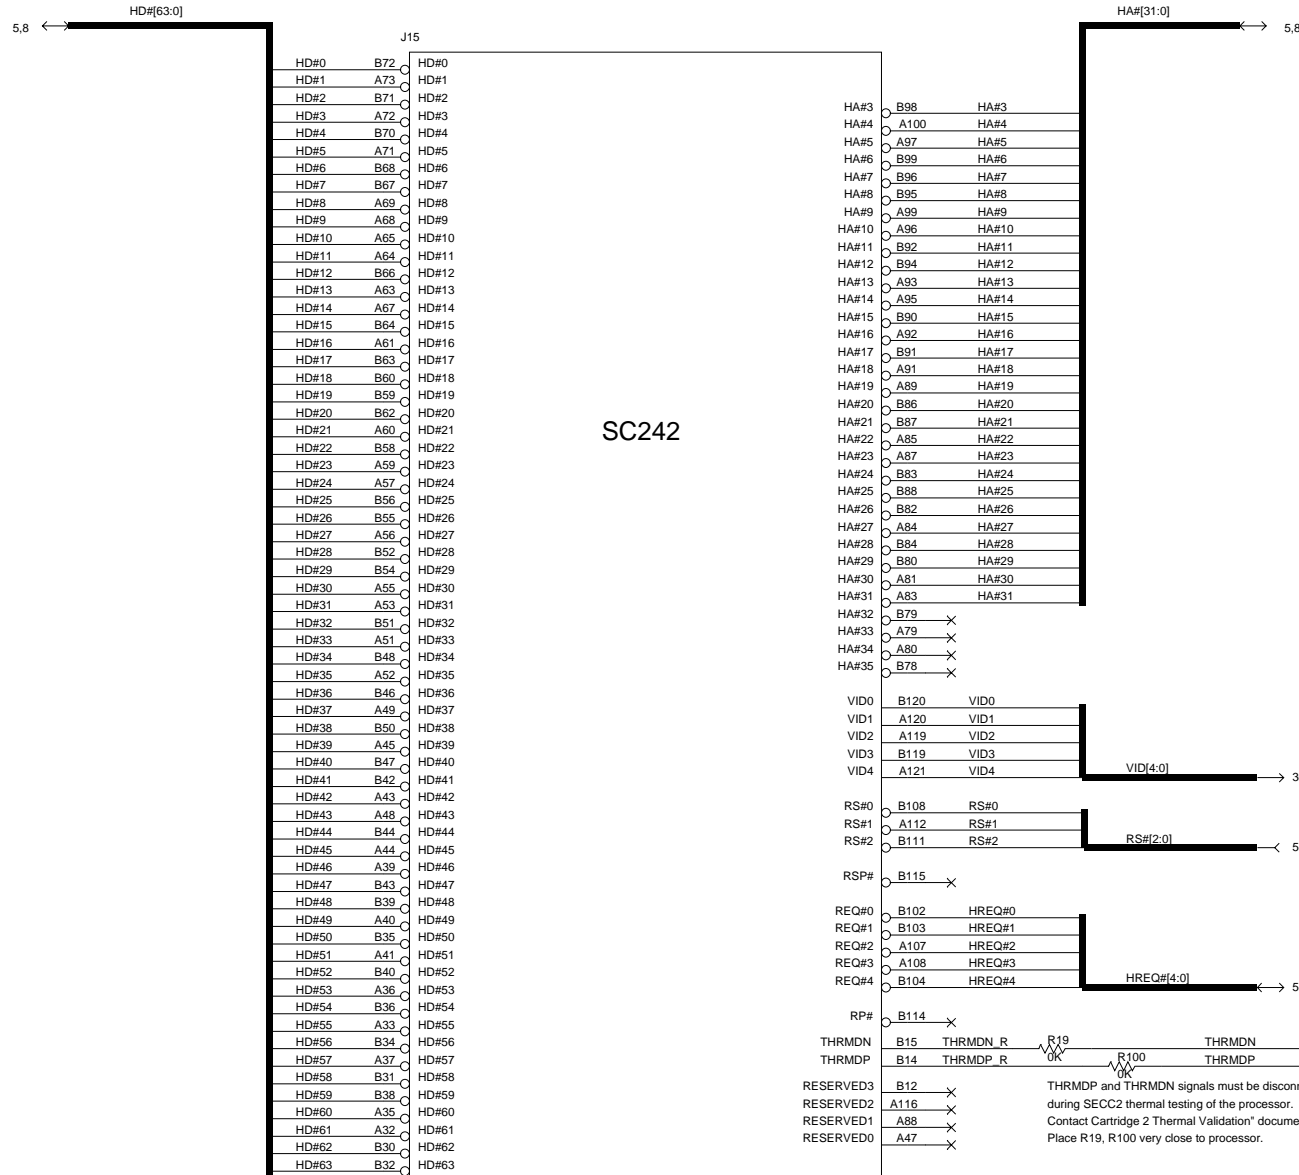 HD#[63:0]
HA#[31:0]
5,8
5,8
J15
SC242
HD#0 B72 HD#0
HD#1 A73 HD#1
HD#2 B71 HD#2
HD#3 A72 HD#3
HD#4 B70 HD#4
HD#5 A71 HD#5
HD#6 B68 HD#6
HD#7 B67 HD#7
HD#8 A69 HD#8
HD#9 A68 HD#9
HD#10 A65 HD#10
HD#11 A64 HD#11
HD#12 B66 HD#12
HD#13 A63 HD#13
HD#14 A67 HD#14
HD#15 B64 HD#15
HD#16 A61 HD#16
HD#17 B63 HD#17
HD#18 B60 HD#18
HD#19 B59 HD#19
HD#20 B62 HD#20
HD#21 A60 HD#21
HD#22 B58 HD#22
HD#23 A59 HD#23
HD#24 A57 HD#24
HD#25 B56 HD#25
HD#26 B55 HD#26
HD#27 A56 HD#27
HD#28 B52 HD#28
HD#29 B54 HD#29
HD#30 A55 HD#30
HD#31 A53 HD#31
HD#32 B51 HD#32
HD#33 A51 HD#33
HD#34 B48 HD#34
HD#35 A52 HD#35
HD#36 B46 HD#36
HD#37 A49 HD#37
HD#38 B50 HD#38
HD#39 A45 HD#39
HD#40 B47 HD#40
HD#41 B42 HD#41
HD#42 A43 HD#42
HD#43 A48 HD#43
HD#44 B44 HD#44
HD#45 A44 HD#45
HD#46 A39 HD#46
HD#47 B43 HD#47
HD#48 B39 HD#48
HD#49 A40 HD#49
HD#50 B35 HD#50
HD#51 A41 HD#51
HD#52 B40 HD#52
HD#53 A36 HD#53
HD#54 B36 HD#54
HD#55 A33 HD#55
HD#56 B34 HD#56
HD#57 A37 HD#57
HD#58 B31 HD#58
HD#59 B38 HD#59
HD#60 A35 HD#60
HD#61 A32 HD#61
HD#62 B30 HD#62
HD#63 B32 HD#63
HA#3 B98 HA#3
HA#4 A100 HA#4
HA#5 A97 HA#5
HA#6 B99 HA#6
HA#7 B96 HA#7
HA#8 B95 HA#8
HA#9 A99 HA#9
HA#10 A96 HA#10
HA#11 B92 HA#11
HA#12 B94 HA#12
HA#13 A93 HA#13
HA#14 A95 HA#14
HA#15 B90 HA#15
HA#16 A92 HA#16
HA#17 B91 HA#17
HA#18 A91 HA#18
HA#19 A89 HA#19
HA#20 B86 HA#20
HA#21 B87 HA#21
HA#22 A85 HA#22
HA#23 A87 HA#23
HA#24 B83 HA#24
HA#25 B88 HA#25
HA#26 B82 HA#26
HA#27 A84 HA#27
HA#28 B84 HA#28
HA#29 B80 HA#29
HA#30 A81 HA#30
HA#31 A83 HA#31
HA#32 B79
HA#33 A79
HA#34 A80
HA#35 B78
VID0 B120 VID0
VID1 A120 VID1
VID2 A119 VID2
VID3 B119 VID3
VID4 A121 VID4
VID[4:0] 3
RS#0 B108 RS#0
RS#1 A112 RS#1
RS#2 B111 RS#2
RS#[2:0] 5
RSP# B115
REQ#0 B102 HREQ#0
REQ#1 B103 HREQ#1
REQ#2 A107 HREQ#2
REQ#3 A108 HREQ#3
REQ#4 B104 HREQ#4
HREQ#[4:0] 5
RP# B114
THRMDN B15 THRMDN_R R19 0K THRMDN
THRMDP B14 THRMDP_R R100 0K THRMDP
RESERVED3 B12
RESERVED2 A116
RESERVED1 A88
RESERVED0 A47
THRMDP and THRMDN signals must be disconn
during SECC2 thermal testing of the processor.
Contact Cartridge 2 Thermal Validation" docume
Place R19, R100 very close to processor.